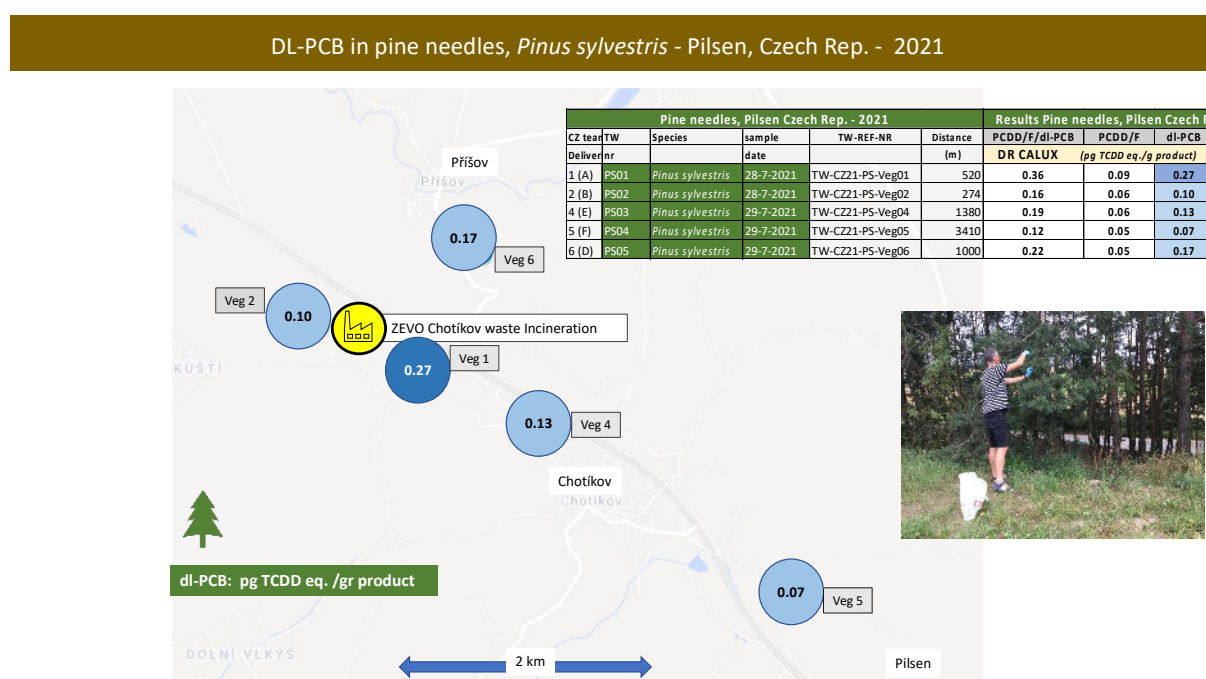 DL-PCB in pine needles, Pinus sylvestris - Pilsen, Czech Rep. - 2021
Pine needles, Pilsen Czech Rep. - 2021 Results Pine needles, Pilsen Czech
CZ tear TW Species sample TW-REF-NR Distance PCDD/F/dl-PCB PCDD/F dl-PCB
Deliver nr date (m) DR CALUX (pg TCDD eq./g product)
1 (A) PS01 Pinus sylvestris 28-7-2021 TW-CZ21-PS-Veg01 520 0.36 0.09 0.27
2 (B) PS02 Pinus sylvestris 28-7-2021 TW-CZ21-PS-Veg02 274 0.16 0.06 0.10
4 (E) PS03 Pinus sylvestris 29-7-2021 TW-CZ21-PS-Veg04 1380 0.19 0.06 0.13
5 (F) PS04 Pinus sylvestris 29-7-2021 TW-CZ21-PS-Veg05 3410 0.12 0.05 0.07
6 (D) PS05 Pinus sylvestris 29-7-2021 TW-CZ21-PS-Veg06 1000 0.22 0.05 0.17
Příšov
Příšov
0.17
Veg 6
Veg 2
0.10
ZEVO Chotíkov waste Incineration
Veg 1
0.27
KÚŠTÍ
0.13
Veg 4
Chotíkov
Chotíkov
dl-PCB: pg TCDD eq. /gr product
0.07
Veg 5
DOLNÍ VLKÝŠ
2 km
Pilsen